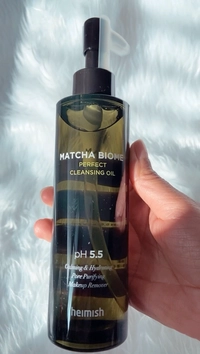 MATCHA BIOME
PERFECT
CLEANSING OIL
pH 5.5
Calming & Hydrating
Pore Purifying
Makeup Remover
heimish